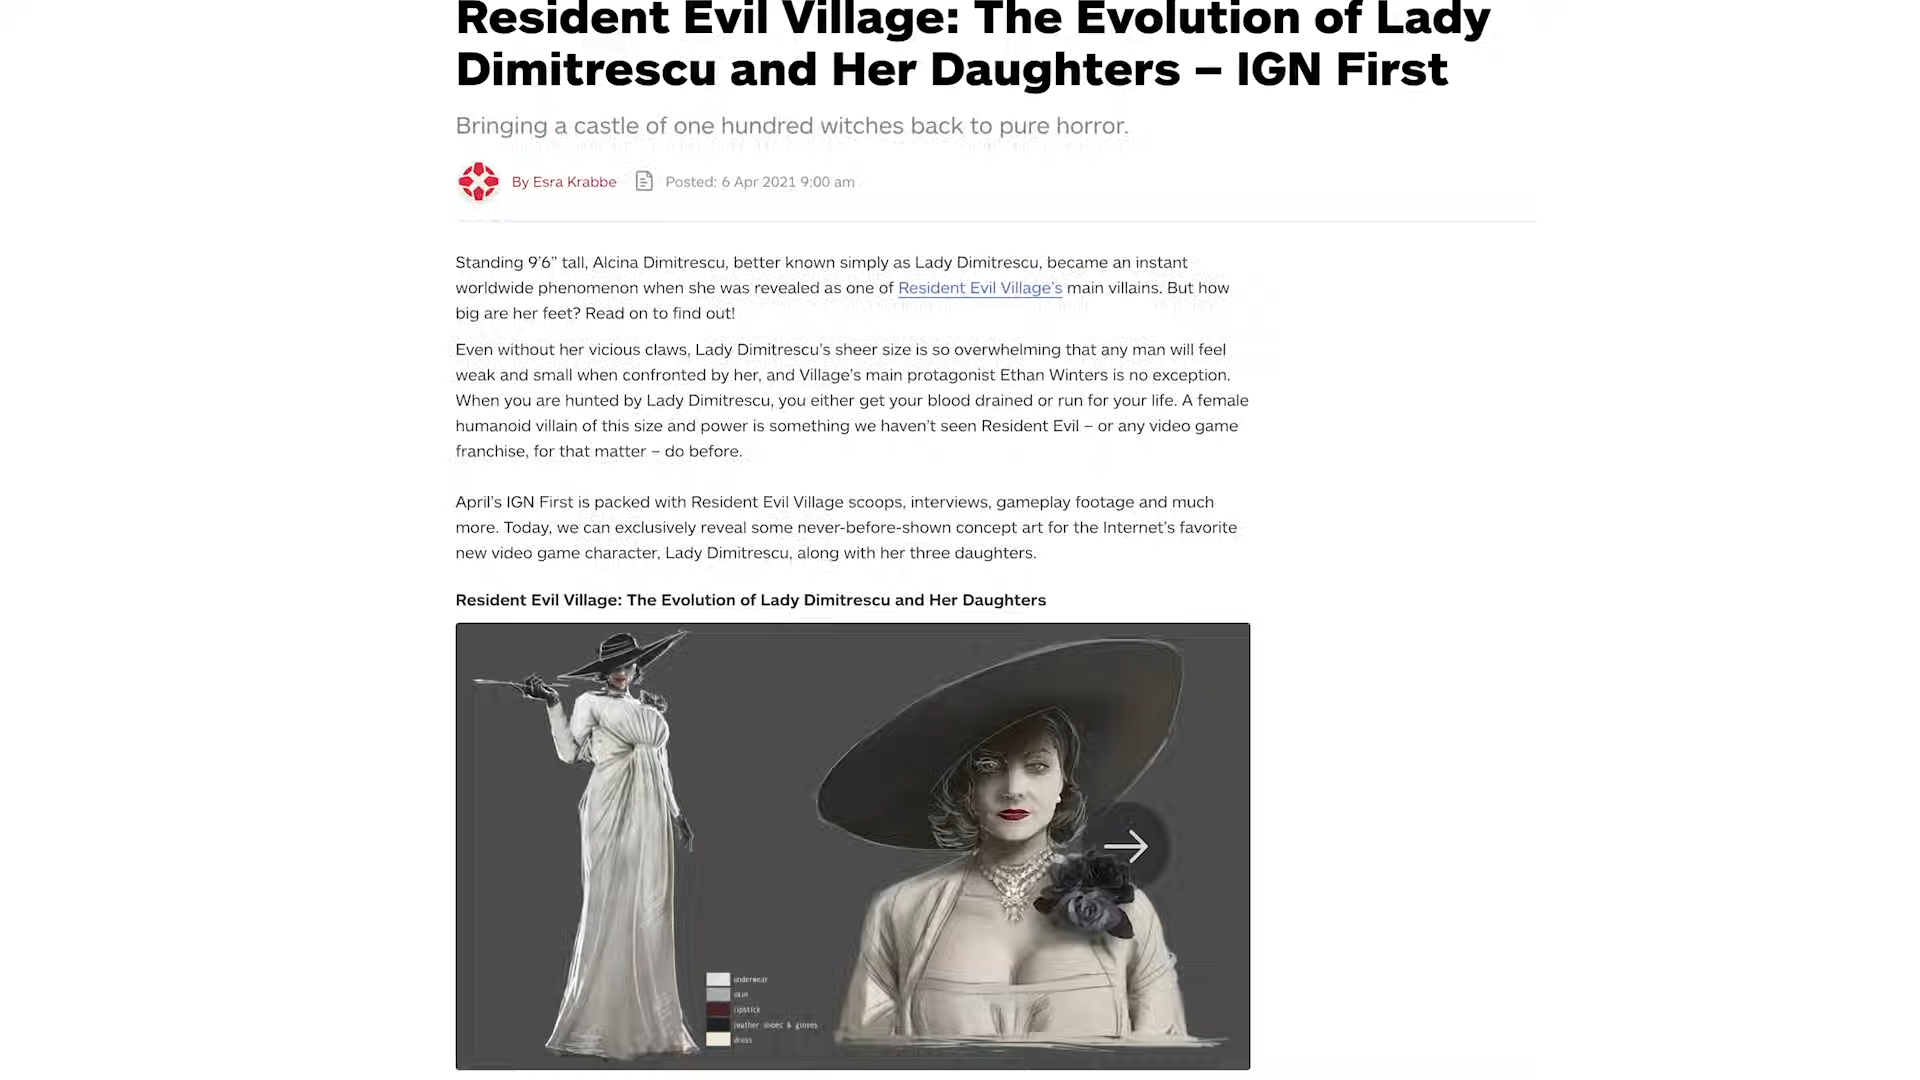 Resident Evil Village: The Evolution of Lady
Dimitrescu and Her Daughters – IGN First
Bringing a castle of one hundred witches back to pure horror.
By Esra Krabbe Posted: 6 Apr 2021 9:00 am
Standing 9’6” tall, Alcina Dimitrescu, better known simply as Lady Dimitrescu, became an instant
worldwide phenomenon when she was revealed as one of Resident Evil Village’s main villains. But how
big are her feet? Read on to find out!
Even without her vicious claws, Lady Dimitrescu’s sheer size is so overwhelming that any man will feel
weak and small when confronted by her, and Village’s main protagonist Ethan Winters is no exception.
When you are hunted by Lady Dimitrescu, you either get your blood drained or run for your life. A female
humanoid villain of this size and power is something we haven’t seen Resident Evil – or any video game
franchise, for that matter – do before.
April’s IGN First is packed with Resident Evil Village scoops, interviews, gameplay footage and much
more. Today, we can exclusively reveal some never-before-shown concept art for the Internet’s favorite
new video game character, Lady Dimitrescu, along with her three daughters.
Resident Evil Village: The Evolution of Lady Dimitrescu and Her Daughters
underwear
skin
lipstick
leather shoes & gloves
dress